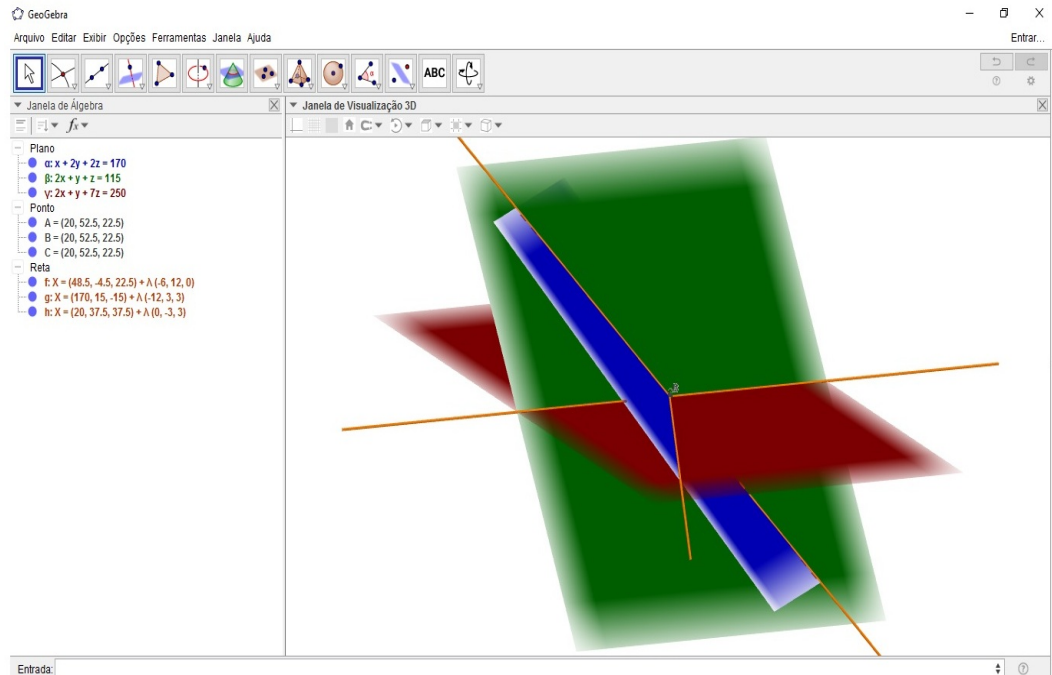 GeoGebra
Arquivo Editar Exibir Opções Ferramentas Janela Ajuda
Entrar...
ABC
Janela de Álgebra
Janela de Visualização 3D
fx
Plano
α: x + 2y + 2z = 170
β: 2x + y + z = 115
γ: 2x + y + 7z = 250
Ponto
A = (20, 52.5, 22.5)
B = (20, 52.5, 22.5)
C = (20, 52.5, 22.5)
Reta
f: X = (48.5, -4.5, 22.5) + λ (-6, 12, 0)
g: X = (170, 15, -15) + λ (-12, 3, 3)
h: X = (20, 37.5, 37.5) + λ (0, -3, 3)
Entrada: